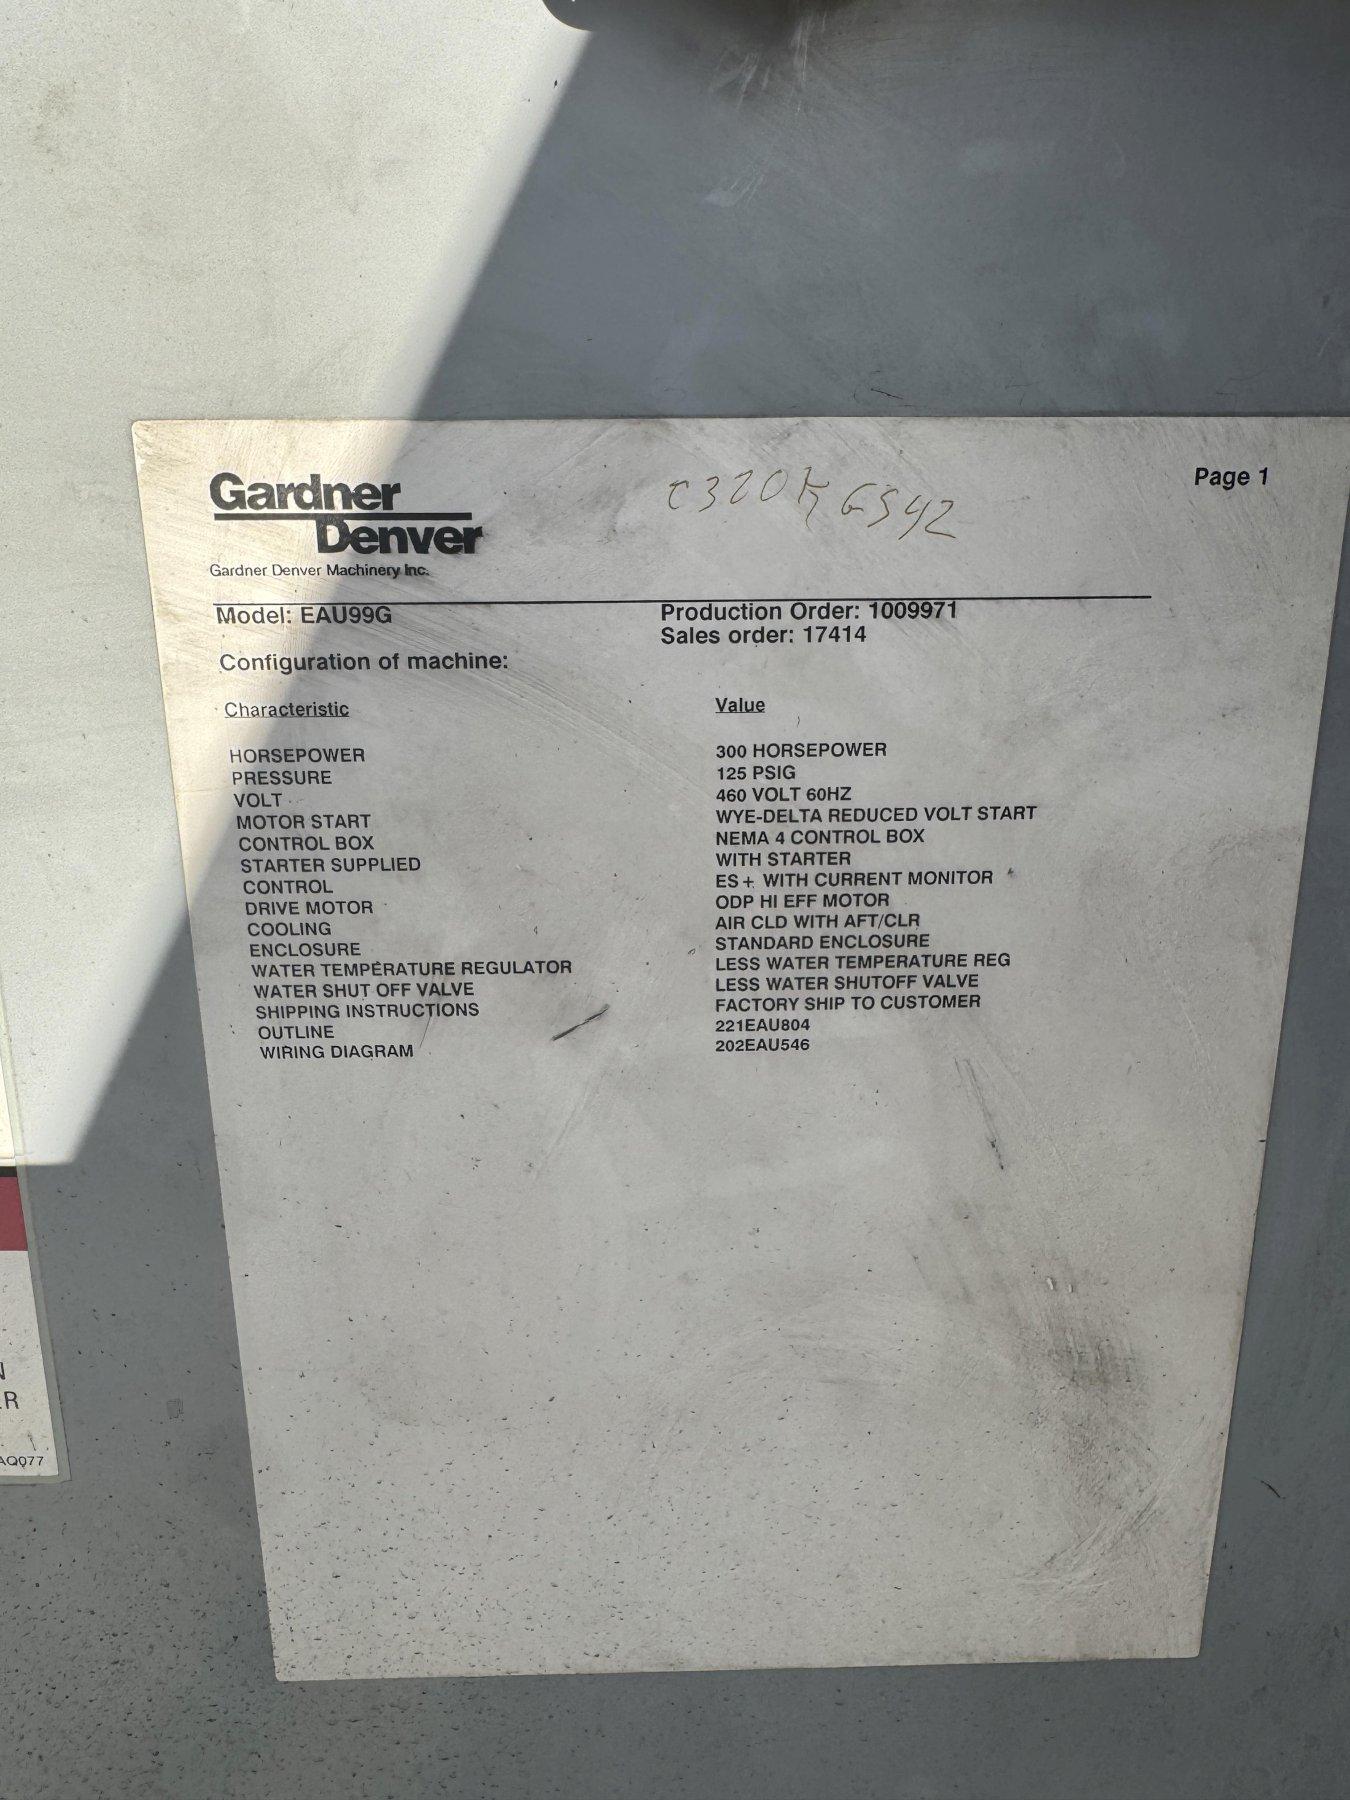 Gardner
Denver
Gardner Denver Machinery Inc.
Page 1
Model: EAU99G Production Order: 1009971
Sales order: 17414
Configuration of machine:
Characteristic Value
HORSEPOWER 300 HORSEPOWER
PRESSURE 125 PSIG
VOLT 460 VOLT 60HZ
MOTOR START WYE-DELTA REDUCED VOLT START
CONTROL BOX NEMA 4 CONTROL BOX
STARTER SUPPLIED WITH STARTER
CONTROL ES+ WITH CURRENT MONITOR
DRIVE MOTOR ODP HI EFF MOTOR
COOLING AIR CLD WITH AFT/CLR
ENCLOSURE STANDARD ENCLOSURE
WATER TEMPERATURE REGULATOR LESS WATER TEMPERATURE REG
WATER SHUT OFF VALVE LESS WATER SHUTOFF VALVE
SHIPPING INSTRUCTIONS FACTORY SHIP TO CUSTOMER
OUTLINE 221EAU804
WIRING DIAGRAM 202EAU546